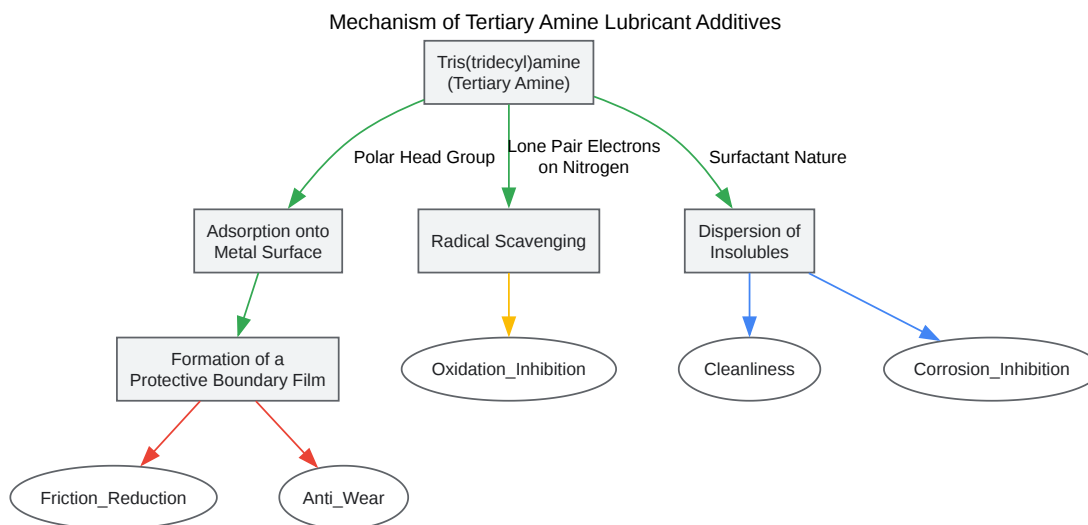 Mechanism of Tertiary Amine Lubricant Additives
Tris(tridecyl)amine
(Tertiary Amine)
Polar Head Group
Lone Pair Electrons
on Nitrogen
Surfactant Nature
Adsorption onto
Metal Surface
Radical Scavenging
Dispersion of
Insolubles
Formation of a
Protective Boundary Film
Oxidation_Inhibition
Cleanliness
Corrosion_Inhibition
Friction_Reduction
Anti_Wear